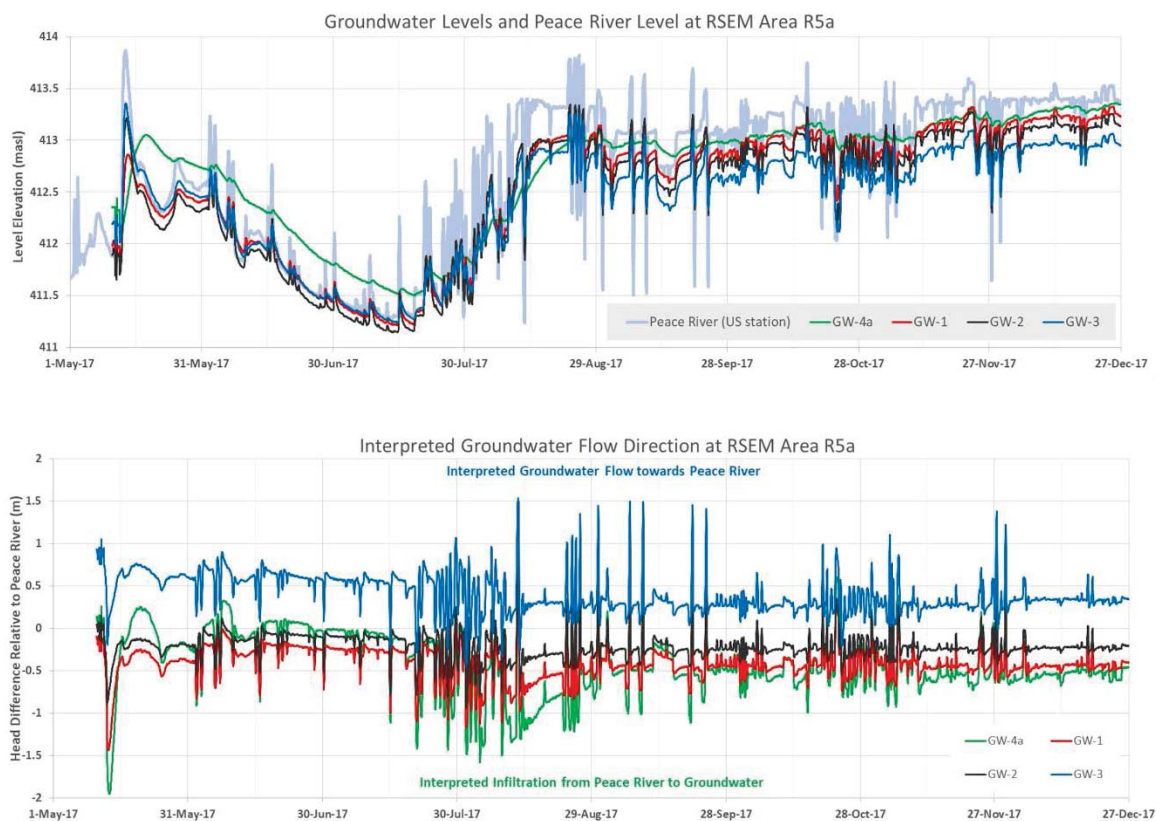 Groundwater Levels and Peace River Level at RSEM Area R5a
Level Elevation (masl)
414
413.5
413
412.5
412
411.5
411
Peace River (US station) GW-4a GW-1 GW-2 GW-3
1-May-17 31-May-17 30-Jun-17 30-Jul-17 29-Aug-17 28-Sep-17 28-Oct-17 27-Nov-17 27-Dec-17
Interpreted Groundwater Flow Direction at RSEM Area R5a
Head Difference Relative to Peace River (m)
2
1.5
1
0.5
0
-0.5
-1
-1.5
-2
Interpreted Groundwater Flow towards Peace River
GW-4a GW-1
GW-2 GW-3
Interpreted Infiltration from Peace River to Groundwater
1-May-17 31-May-17 30-Jun-17 30-Jul-17 29-Aug-17 28-Sep-17 28-Oct-17 27-Nov-17 27-Dec-17